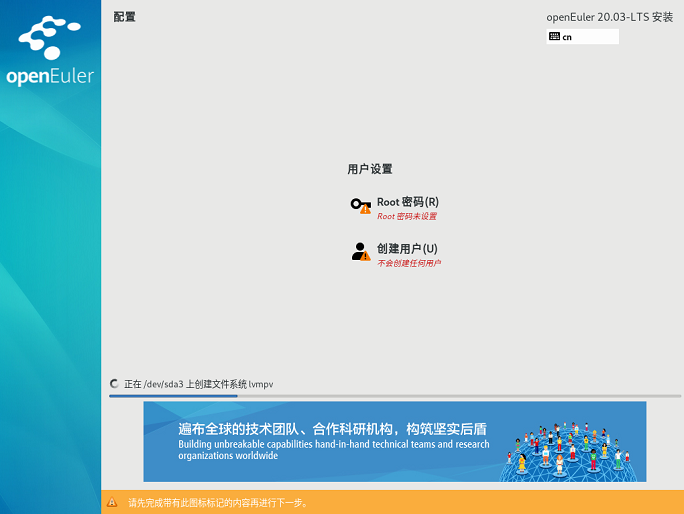 openEuler
配置
openEuler 20.03-LTS 安装
cn
用户设置
Root 密码(R)
Root 密码未设置
创建用户(U)
不会创建任何用户
正在 /dev/sda3 上创建文件系统 lvmpv
遍布全球的技术团队、合作科研机构，构筑坚实后盾
Building unbreakable capabilities hand-in-hand technical teams and research
organizations worldwide
请先完成带有此图标标记的内容再进行下一步。